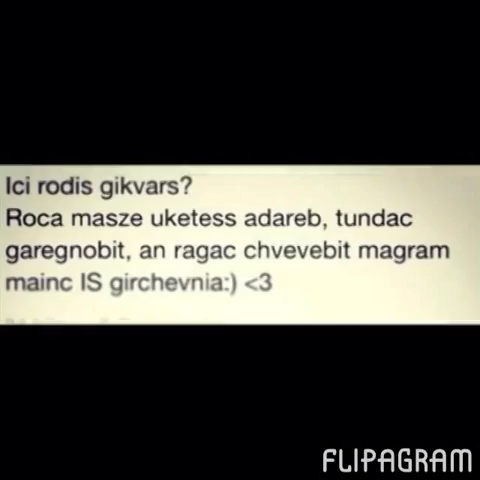 Ici rodis gikvars?
Roca masze uketess adareb, tundac
garegnobit, an ragac chvevebit magram
mainc IS girchevnia:) <3
FLIPAGRAM